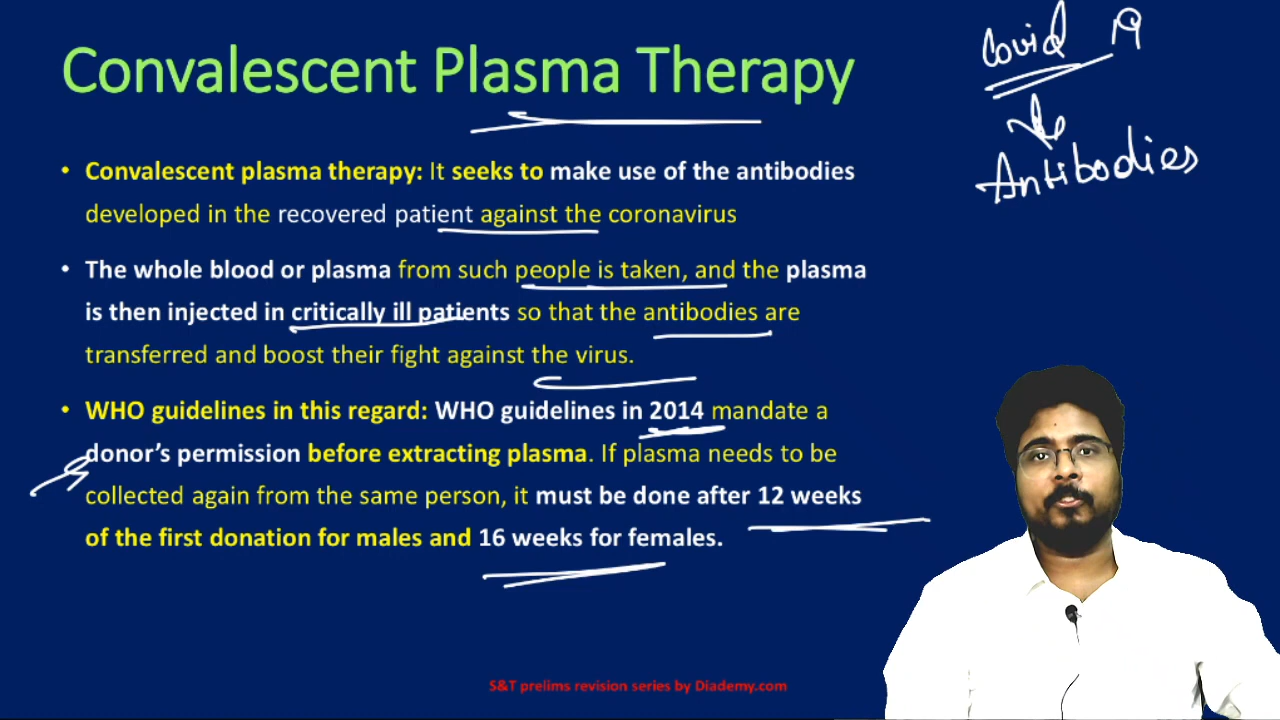 Convalescent Plasma Therapy
Covid 19
Antibodies
• Convalescent plasma therapy: It seeks to make use of the antibodies
developed in the recovered patient against the coronavirus
• The whole blood or plasma from such people is taken, and the plasma
is then injected in critically ill patients so that the antibodies are
transferred and boost their fight against the virus.
• WHO guidelines in this regard: WHO guidelines in 2014 mandate a
donor's permission before extracting plasma. If plasma needs to be
collected again from the same person, it must be done after 12 weeks
of the first donation for males and 16 weeks for females.
S&T prelims revision series by Diademy.com